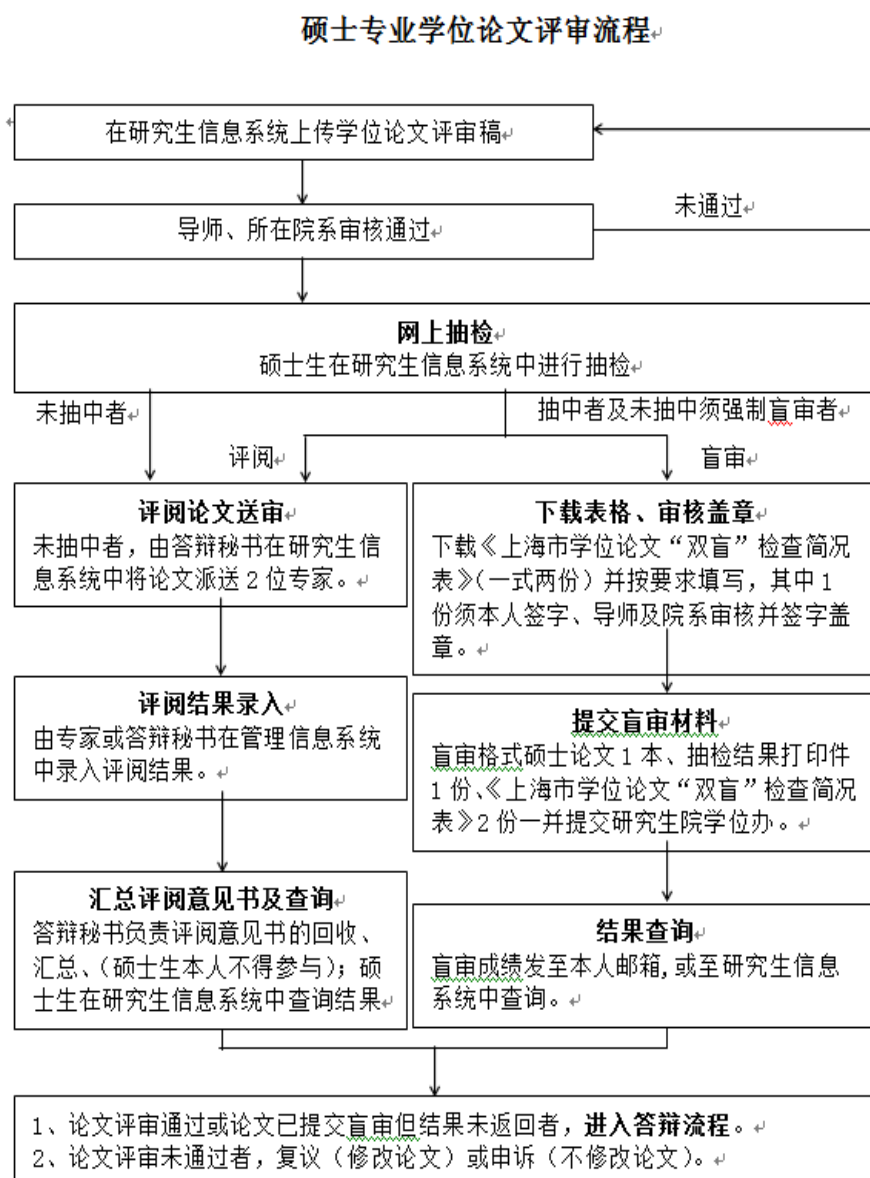 硕士专业学位论文评审流程
在研究生信息系统上传学位论文评审稿
导师、所在院系审核通过
未通过
网上抽检
硕士生在研究生信息系统中进行抽检
未抽中者
抽中者及未抽中须强制盲审者
评阅
盲审
评阅论文送审
未抽中者，由答辩秘书在研究生信
息系统中将论文派送2位专家。
下载表格、审核盖章
下载《上海市学位论文“双盲”检查简况
表》(一式两份）并按要求填写，其中1
份须本人签字、导师及院系审核并签字盖
章。
评阅结果录入
由专家或答辩秘书在管理信息系统
中录入评阅结果。
提交盲审材料
盲审格式硕士论文1本、抽检结果打印件
1份、《上海市学位论文“双盲”检查简况
表》2份一并提交研究生院学位办。
汇总评阅意见书及查询
答辩秘书负责评阅意见书的回收、
汇总、（硕士生本人不得参与）；硕
士生在研究生信息系统中查询结果
结果查询
盲审成绩发至本人邮箱,或至研究生信息
系统中查询。
1、论文评审通过或论文已提交盲审但结果未返回者，进入答辩流程。
2、论文评审未通过者，复议（修改论文）或申诉（不修改论文）。